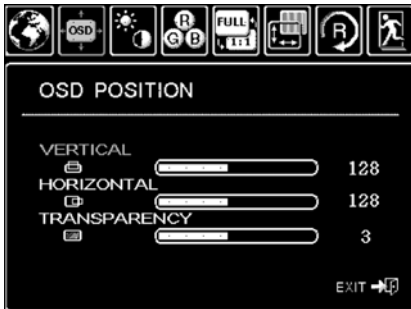 OSD
R
G B
FULL
1:1
R
OSD POSITION
VERTICAL
128
HORIZONTAL
128
TRANSPARENCY
3
EXIT